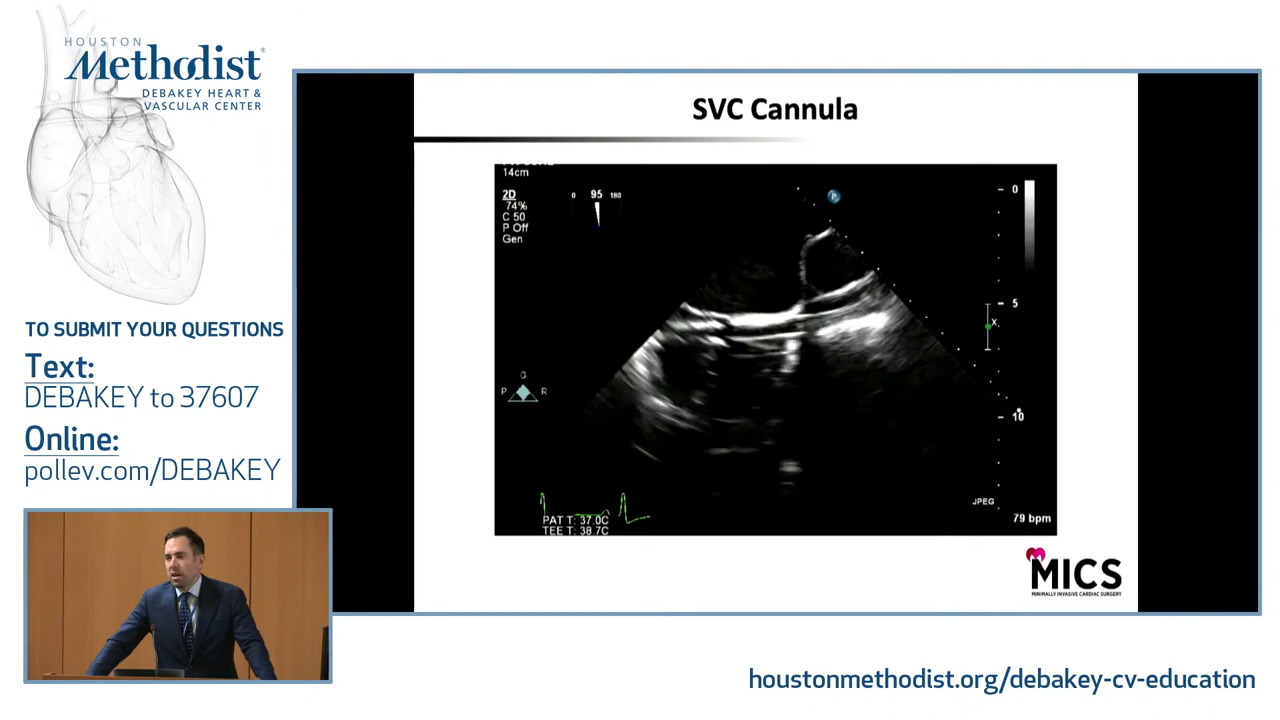 HOUSTON
Methodist
DEBAKEY HEART &
VASCULAR CENTER
TO SUBMIT YOUR QUESTIONS
Text:
DEBAKEY to 37607
Online:
pollev.com/DEBAKEY
SVC Cannula
14cm
2D
74%
C 50
P Off
Gen
0 95 180
P
0
5
X
10
G
P R
JPEG
79 bpm
PAT T: 37.0C
TEE T: 38.7C
MICS
MINIMALLY INVASIVE CARDIAC SURGERY
houstonmethodist.org/debakey-cv-education